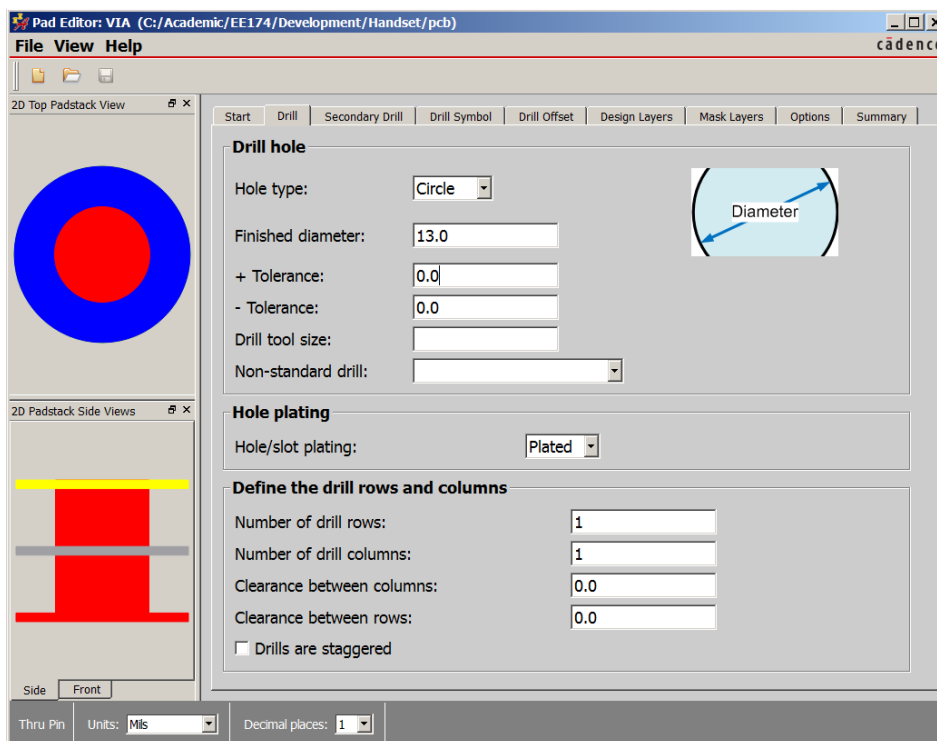 Pad Editor: VIA (C:/Academic/EE174/Development/Handset/pcb)
File View Help
cādence
2D Top Padstack View
Start Drill Secondary Drill Drill Symbol Drill Offset Design Layers Mask Layers Options Summary
Drill hole
Hole type: Circle
Diameter
Finished diameter: 13.0
+ Tolerance: 0.0
- Tolerance: 0.0
Drill tool size:
Non-standard drill:
2D Padstack Side Views
Hole plating
Hole/slot plating: Plated
Define the drill rows and columns
Number of drill rows: 1
Number of drill columns: 1
Clearance between columns: 0.0
Clearance between rows: 0.0
Drills are staggered
Side Front
Thru Pin Units: Mils Decimal places: 1